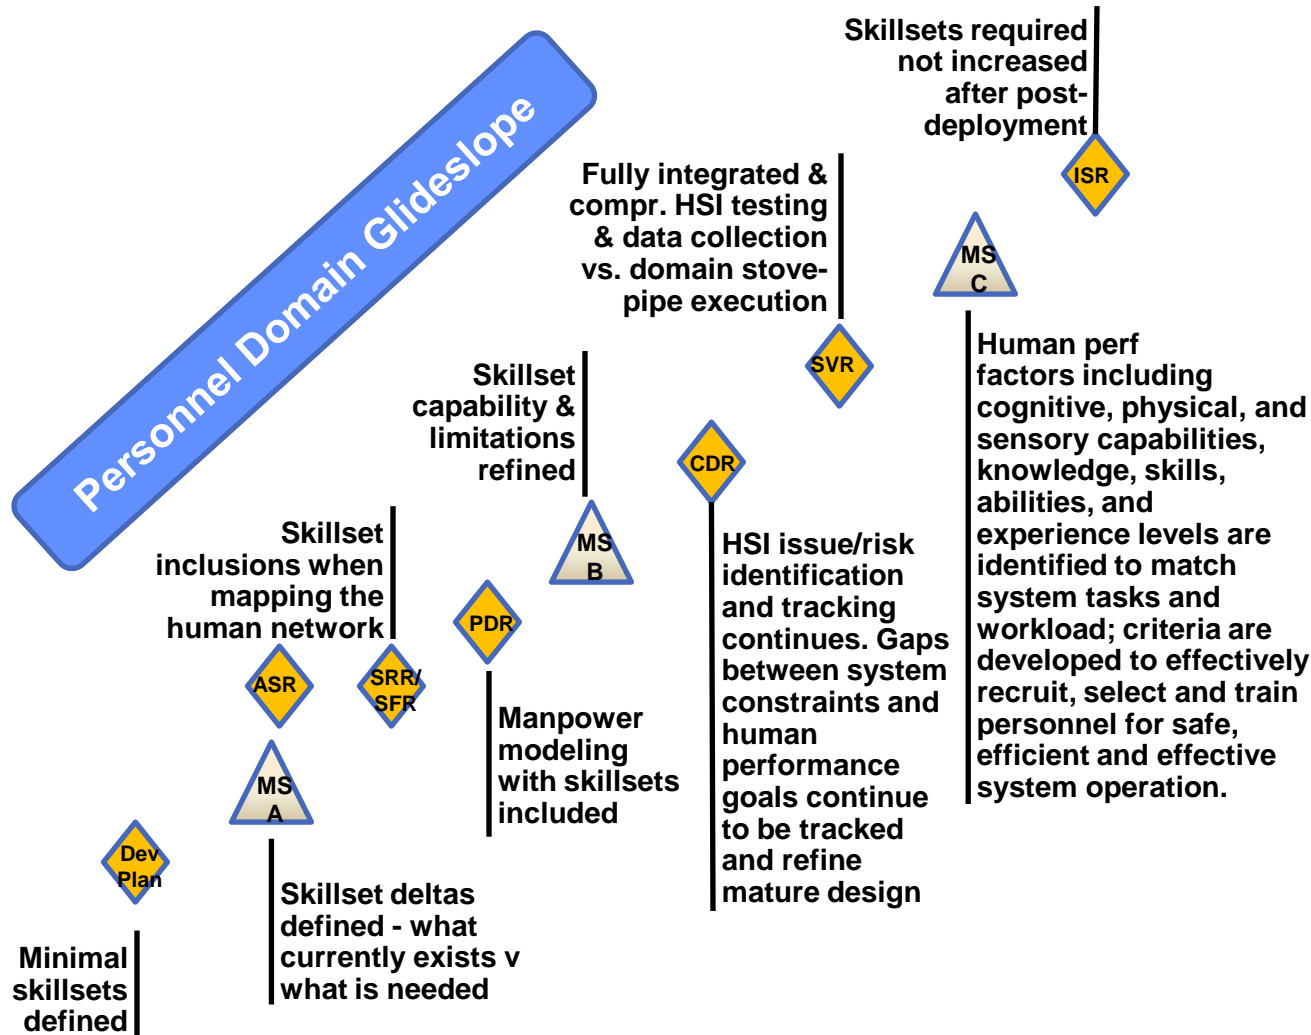 Personnel Domain Glideslope
Skillsets required
not increased
after post-
deployment
ISR
Fully integrated &
compr. HSI testing
& data collection
vs. domain stove-
pipe execution
MS
C
SVR
Human perf
factors including
cognitive, physical, and
sensory capabilities,
knowledge, skills,
abilities, and
experience levels are
identified to match
system tasks and
workload; criteria are
developed to effectively
recruit, select and train
personnel for safe,
efficient and effective
system operation.
Skillset
capability &
limitations
refined
CDR
MS
B
HSI issue/risk
identification
and tracking
continues. Gaps
between system
constraints and
human
performance
goals continue
to be tracked
and refine
mature design
Skillset
inclusions when
mapping the
human network
PDR
ASR
SRR/
SFR
Manpower
modeling
with skillsets
included
MS
A
Dev
Plan
Skillset deltas
defined - what
currently exists v
what is needed
Minimal
skillsets
defined